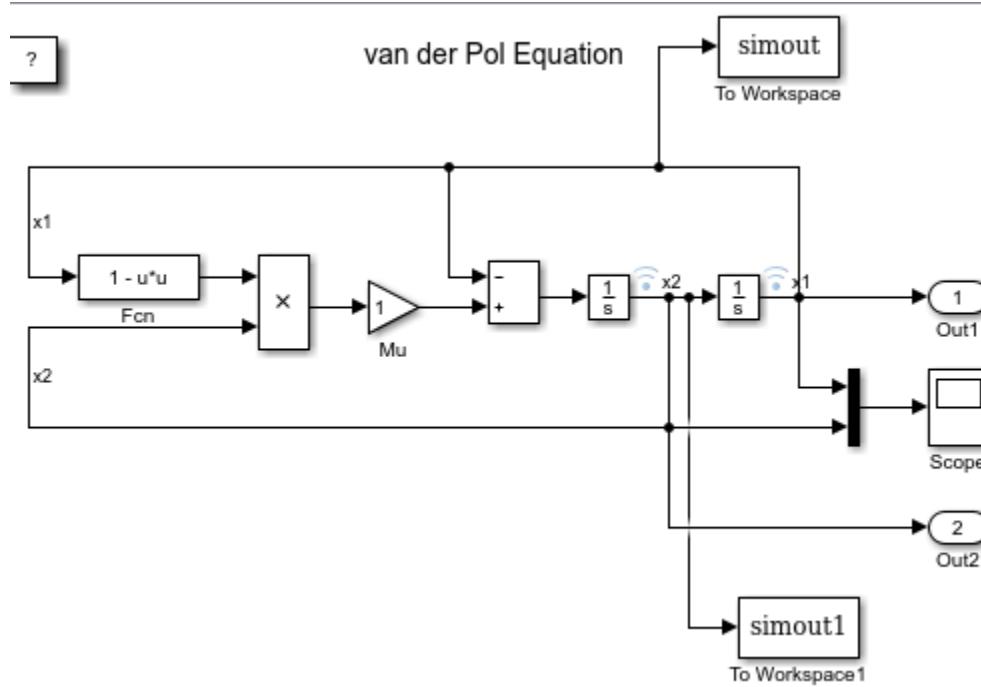 ?
van der Pol Equation
simout
To Workspace
x1
1 - u*u
Fcn
×
1
Mu
−
+
1
s
x2
1
s
x1
1
Out1
x2
Scope
2
Out2
simout1
To Workspace1